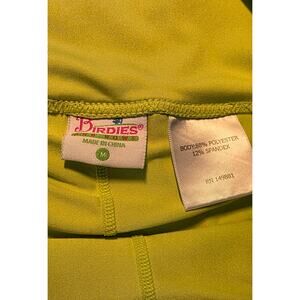 BIRDIES®
MADE IN CHINA
M
BODY:88% POLYESTER
12% SPANDEX
RN 149881